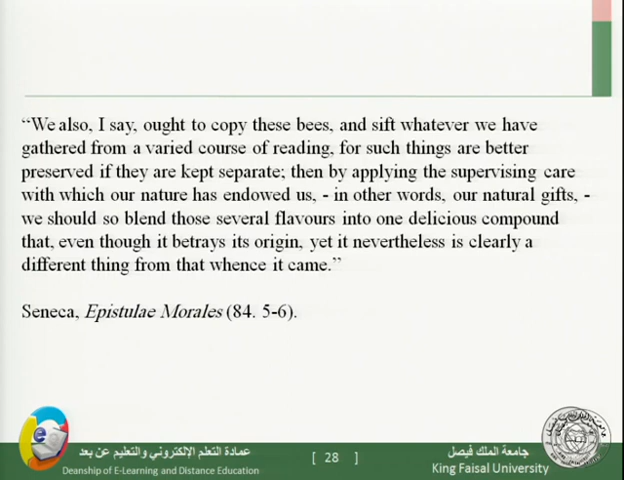 “We also, I say, ought to copy these bees, and sift whatever we have
gathered from a varied course of reading, for such things are better
preserved if they are kept separate; then by applying the supervising care
with which our nature has endowed us, - in other words, our natural gifts, -
we should so blend those several flavours into one delicious compound
that, even though it betrays its origin, yet it nevertheless is clearly a
different thing from that whence it came.”
Seneca, Epistulae Morales (84. 5-6).
عمادة التعلم الإلكتروني والتعليم عن بعد
Deanship of E-Learning and Distance Education
[ 28 ]
جامعة الملك فيصل
King Faisal University